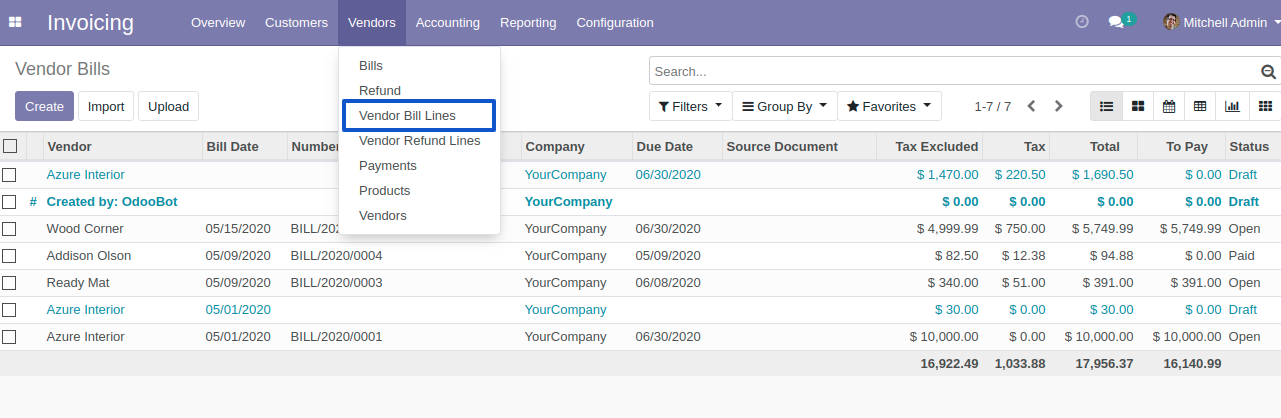 Invoicing Overview Customers Vendors Accounting Reporting Configuration 1 Mitchell Admin
Vendor Bills
Search...
Create Import Upload
Filters Group By Favorites 1-7 / 7
Bills
Refund
Vendor Bill Lines
Vendor Refund Lines
Payments
Products
Vendors
Vendor Bill Date Number Company Due Date Source Document Tax Excluded Tax Total To Pay Status
Azure Interior YourCompany 06/30/2020 $ 1,470.00 $ 220.50 $ 1,690.50 $ 0.00 Draft
# Created by: OdooBot YourCompany $ 0.00 $ 0.00 $ 0.00 $ 0.00 Draft
Wood Corner 05/15/2020 BILL/202 YourCompany 06/30/2020 $ 4,999.99 $ 750.00 $ 5,749.99 $ 5,749.99 Open
Addison Olson 05/09/2020 BILL/2020/0004 YourCompany 05/09/2020 $ 82.50 $ 12.38 $ 94.88 $ 0.00 Paid
Ready Mat 05/09/2020 BILL/2020/0003 YourCompany 06/08/2020 $ 340.00 $ 51.00 $ 391.00 $ 391.00 Open
Azure Interior 05/01/2020 YourCompany $ 30.00 $ 0.00 $ 30.00 $ 0.00 Draft
Azure Interior 05/01/2020 BILL/2020/0001 YourCompany 06/30/2020 $ 10,000.00 $ 0.00 $ 10,000.00 $ 10,000.00 Open
16,922.49 1,033.88 17,956.37 16,140.99